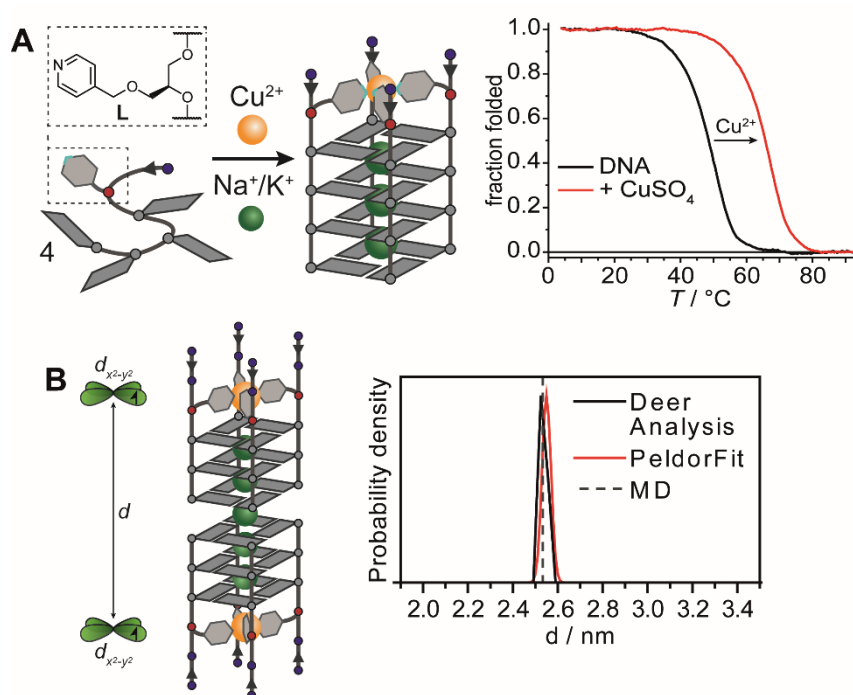 A
N
O
O
O
L
4
Cu2+
Na+/K+
fraction folded
1.0
0.8
0.6
0.4
0.2
0.0
Cu2+
DNA
+ CuSO4
0 20 40 60 80
T / °C
B
dx2-y2
d
dx2-y2
Probability density
Deer
Analysis
PeldorFit
MD
2.0 2.2 2.4 2.6 2.8 3.0 3.2 3.4
d / nm